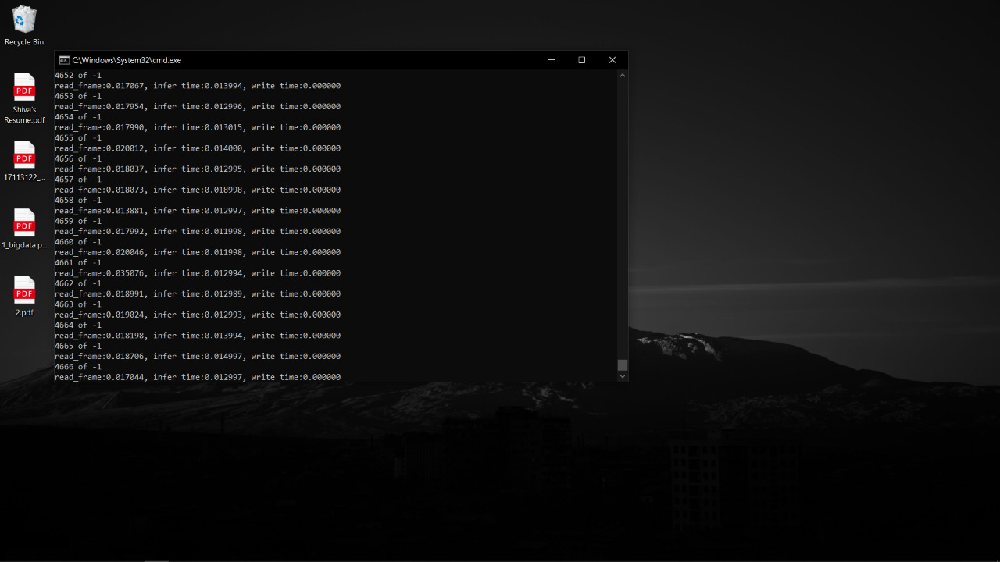 Recycle Bin
PDF
Shiva's
Resume.pdf
PDF
17113122_...
PDF
1_bigdata.p...
PDF
2.pdf
C:\Windows\System32\cmd.exe
4652 of -1
read_frame:0.017067, infer time:0.013994, write time:0.000000
4653 of -1
read_frame:0.017954, infer time:0.012996, write time:0.000000
4654 of -1
read_frame:0.017990, infer time:0.013015, write time:0.000000
4655 of -1
read_frame:0.020012, infer time:0.014000, write time:0.000000
4656 of -1
read_frame:0.018037, infer time:0.012995, write time:0.000000
4657 of -1
read_frame:0.018073, infer time:0.018998, write time:0.000000
4658 of -1
read_frame:0.013881, infer time:0.012997, write time:0.000000
4659 of -1
read_frame:0.017992, infer time:0.011998, write time:0.000000
4660 of -1
read_frame:0.020046, infer time:0.011998, write time:0.000000
4661 of -1
read_frame:0.035076, infer time:0.012994, write time:0.000000
4662 of -1
read_frame:0.018991, infer time:0.012989, write time:0.000000
4663 of -1
read_frame:0.019024, infer time:0.012993, write time:0.000000
4664 of -1
read_frame:0.018198, infer time:0.013994, write time:0.000000
4665 of -1
read_frame:0.018706, infer time:0.014997, write time:0.000000
4666 of -1
read_frame:0.017044, infer time:0.012997, write time:0.000000